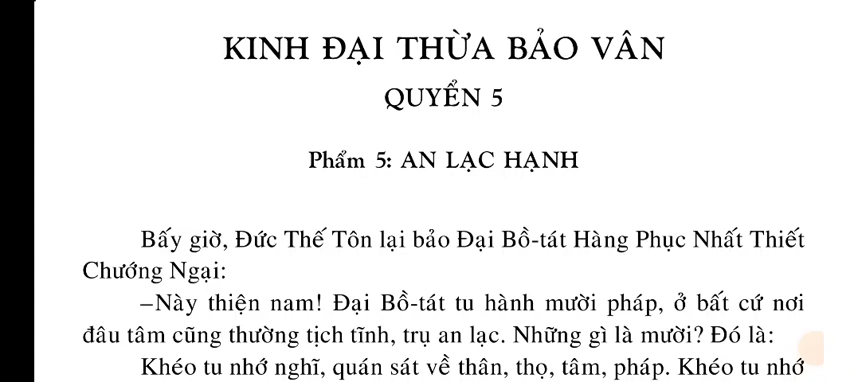 KINH ĐẠI THỪA BẢO VÂN
QUYỂN 5
Phẩm 5: AN LẠC HẠNH
Bấy giờ, Đức Thế Tôn lại bảo Đại Bồ-tát Hàng Phục Nhất Thiết
Chướng Ngại:
–Này thiện nam! Đại Bồ-tát tu hành mười pháp, ở bất cứ nơi
đâu tâm cũng thường tịch tĩnh, trụ an lạc. Những gì là mười? Đó là:
Khéo tu nhớ nghĩ, quán sát về thân, thọ, tâm, pháp. Khéo tu nhớ